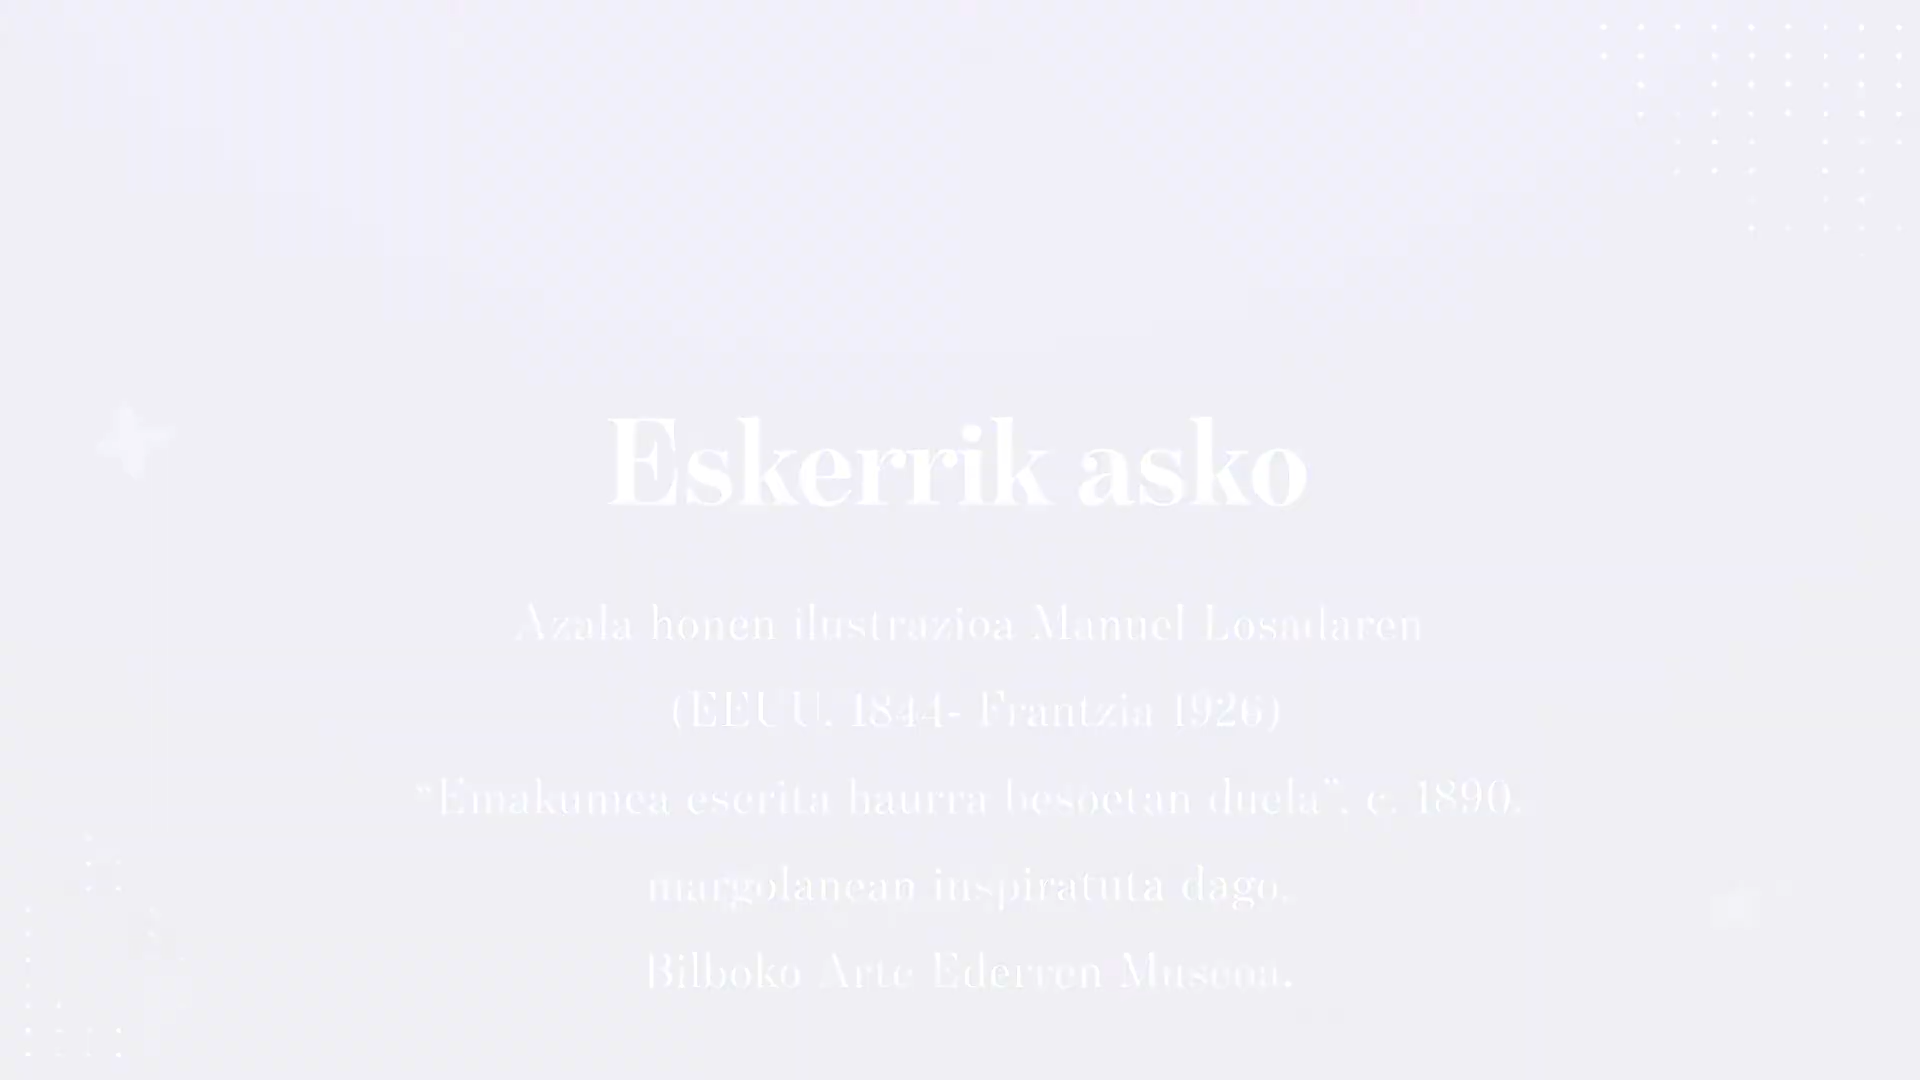 Eskerrik asko
Azala honen ilustrazioa Manuel Losadaren
(EEUU, 1844- Frantzia 1926)
“Emakumea eserita haurra besoetan duela”, c. 1890,
margolanean inspiratuta dago.
Bilboko Arte Ederren Museoa.